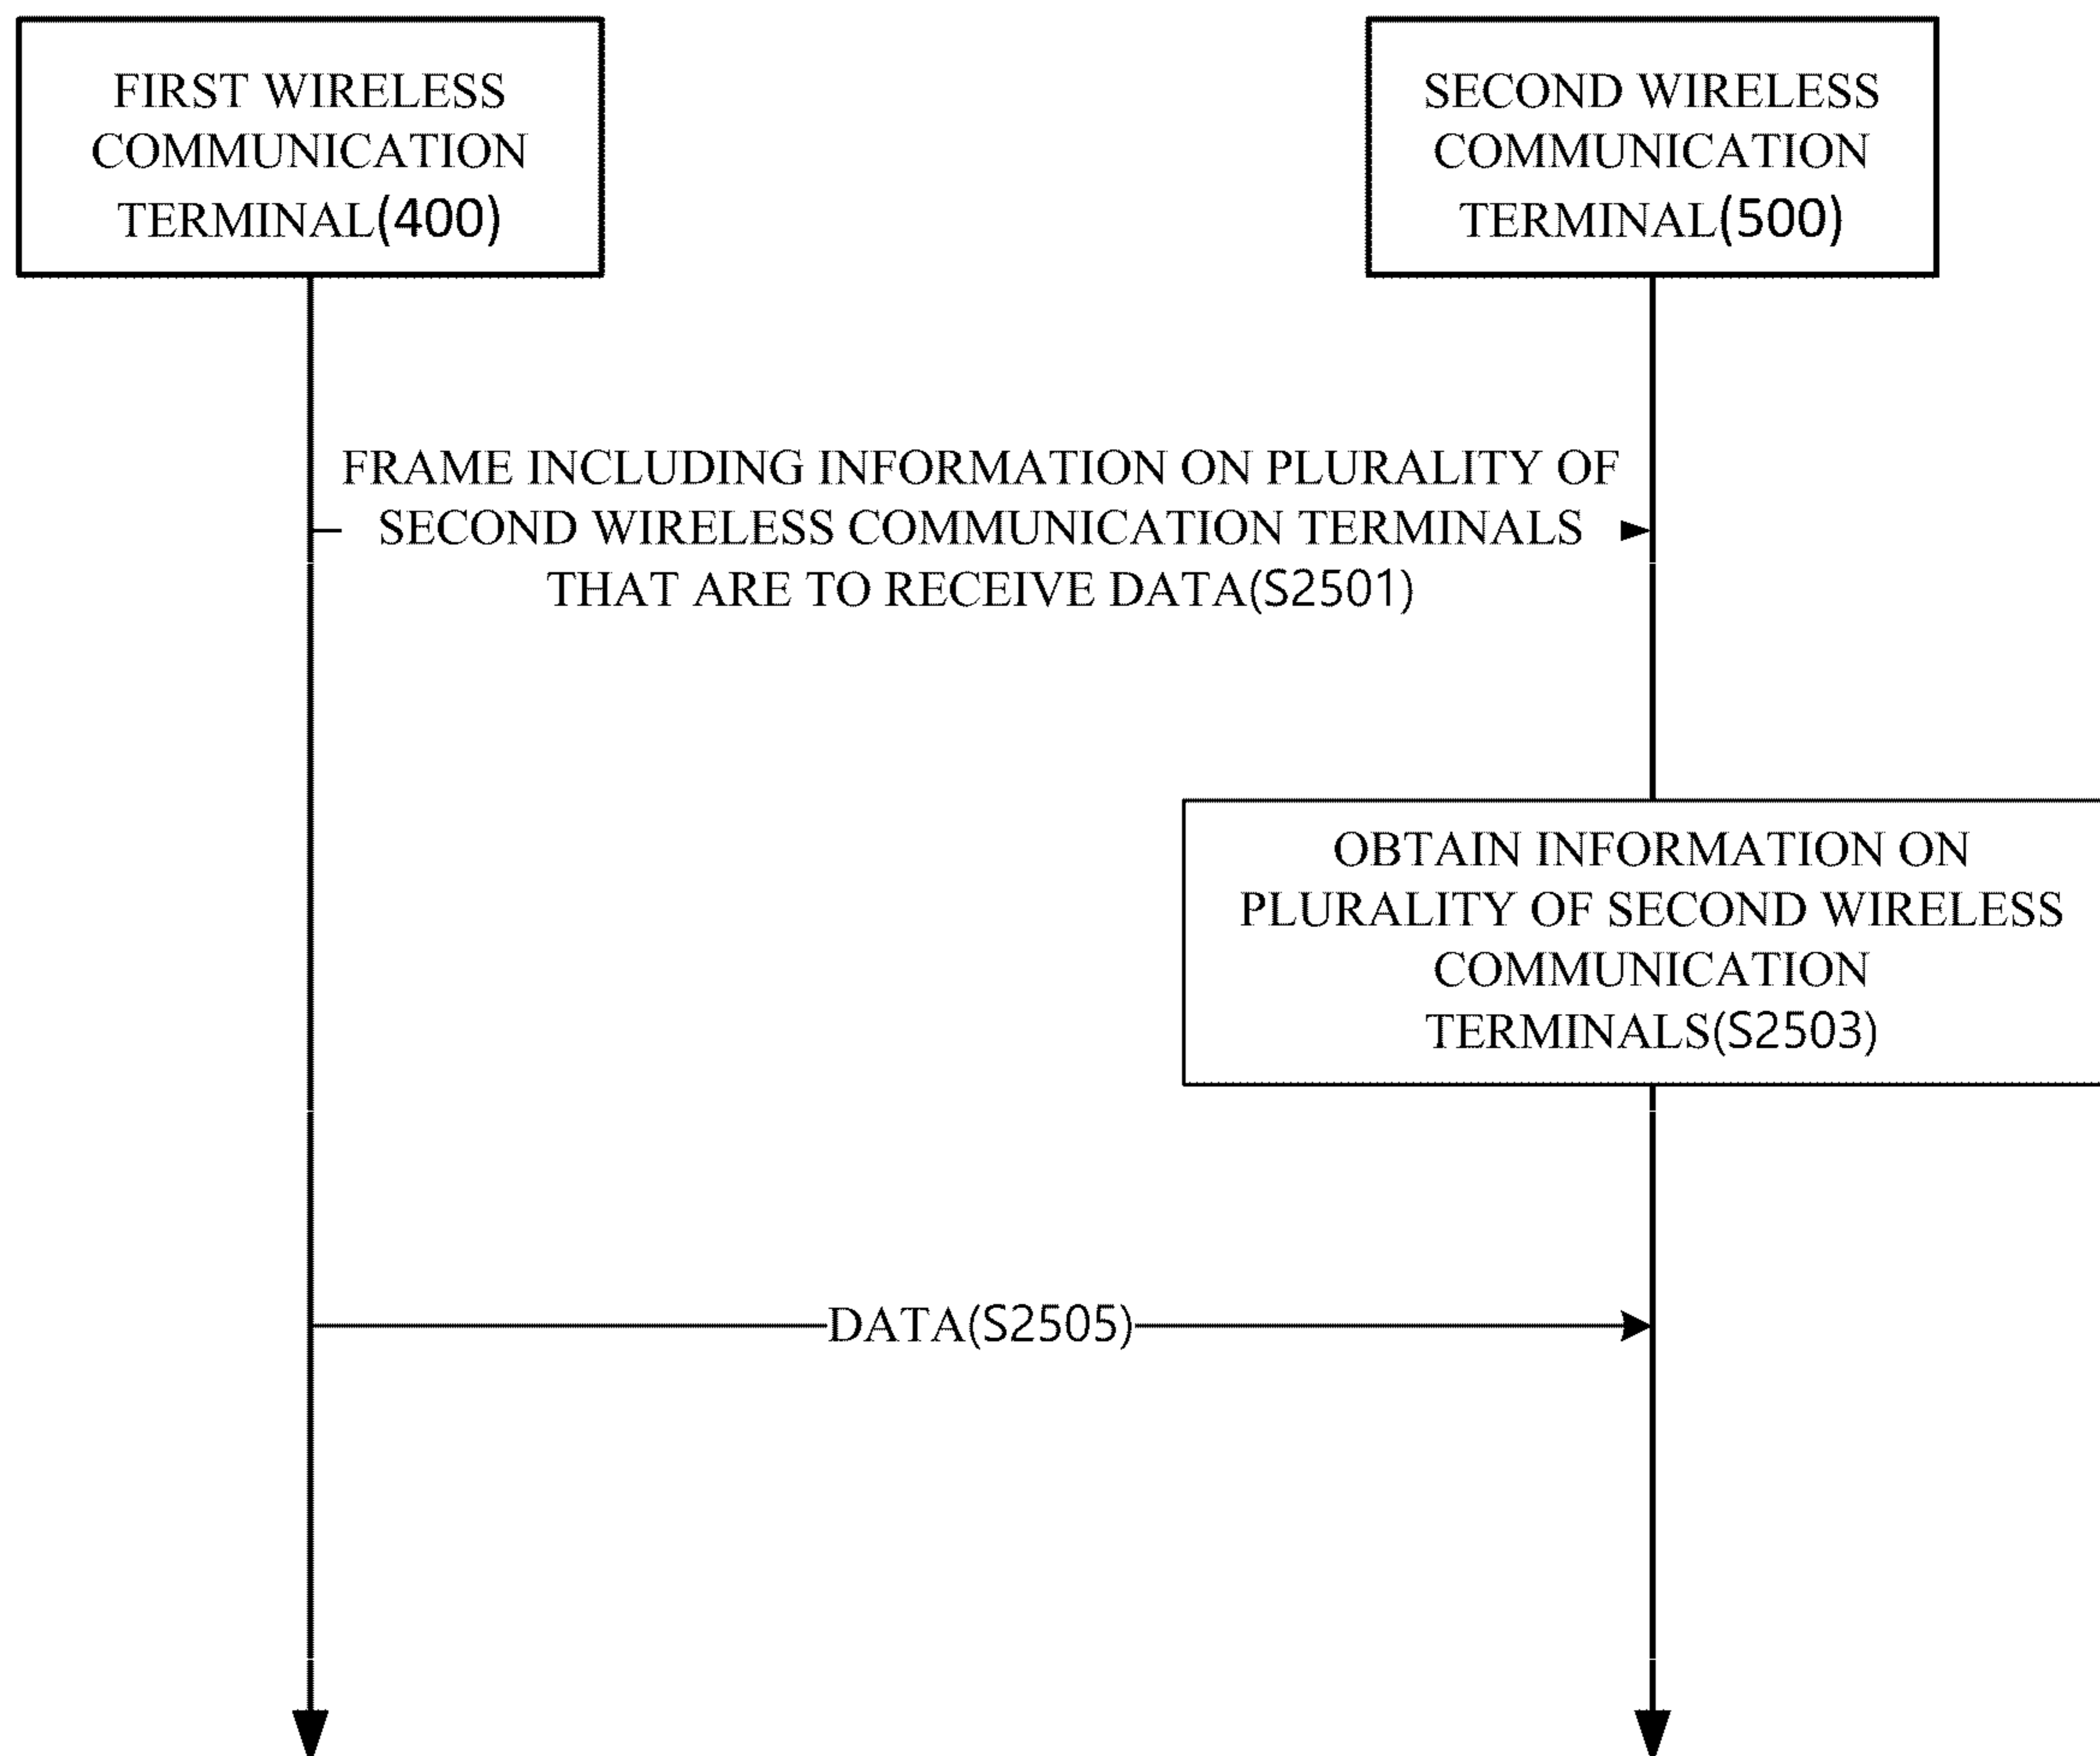 FIRST WIRELESS
COMMUNICATION
TERMINAL(400)
SECOND WIRELESS
COMMUNICATION
TERMINAL(500)
FRAME INCLUDING INFORMATION ON PLURALITY OF
SECOND WIRELESS COMMUNICATION TERMINALS
THAT ARE TO RECEIVE DATA(S2501)
OBTAIN INFORMATION ON
PLURALITY OF SECOND WIRELESS
COMMUNICATION
TERMINALS(S2503)
DATA(S2505)